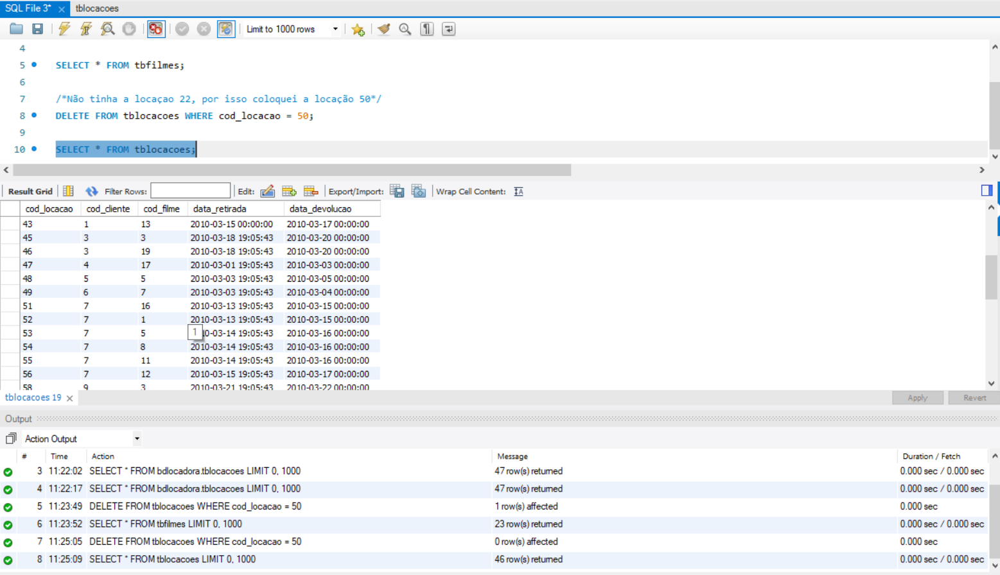 SQL File 3* × tblocacoes
Limit to 1000 rows
4
5 SELECT * FROM tbfilmes;
6
7 /*Não tinha a locaçao 22, por isso coloquei a locação 50*/
8 DELETE FROM tblocacoes WHERE cod_locacao = 50;
9
10 SELECT * FROM tblocacoes;
Result Grid Filter Rows: Edit: Export/Import: Wrap Cell Content: IA
cod_locacao cod_cliente cod_filme data_retirada data_devolucao
43 1 13 2010-03-15 00:00:00 2010-03-17 00:00:00
45 3 3 2010-03-18 19:05:43 2010-03-20 00:00:00
46 3 19 2010-03-18 19:05:43 2010-03-20 00:00:00
47 4 17 2010-03-01 19:05:43 2010-03-03 00:00:00
48 5 5 2010-03-03 19:05:43 2010-03-05 00:00:00
49 6 7 2010-03-03 19:05:43 2010-03-04 00:00:00
51 7 16 2010-03-13 19:05:43 2010-03-15 00:00:00
52 7 1 2010-03-13 19:05:43 2010-03-15 00:00:00
53 7 5 1 10-03-14 19:05:43 2010-03-16 00:00:00
54 7 8 2010-03-14 19:05:43 2010-03-16 00:00:00
55 7 11 2010-03-14 19:05:43 2010-03-16 00:00:00
56 7 12 2010-03-15 19:05:43 2010-03-17 00:00:00
58 9 3 2010-03-21 19:05:43 2010-03-22 00:00:00
tblocacoes 19 × Apply Revert
Output
Action Output
# Time Action Message Duration / Fetch
3 11:22:02 SELECT * FROM bdlocadora.tblocacoes LIMIT 0, 1000 47 row(s) returned 0.000 sec / 0.000 sec
4 11:22:17 SELECT * FROM bdlocadora.tblocacoes LIMIT 0, 1000 47 row(s) returned 0.000 sec / 0.000 sec
5 11:23:49 DELETE FROM tblocacoes WHERE cod_locacao = 50 1 row(s) affected 0.000 sec
6 11:23:52 SELECT * FROM tbfilmes LIMIT 0, 1000 23 row(s) returned 0.000 sec / 0.000 sec
7 11:25:05 DELETE FROM tblocacoes WHERE cod_locacao = 50 0 row(s) affected 0.000 sec
8 11:25:09 SELECT * FROM tblocacoes LIMIT 0, 1000 46 row(s) returned 0.000 sec / 0.000 sec